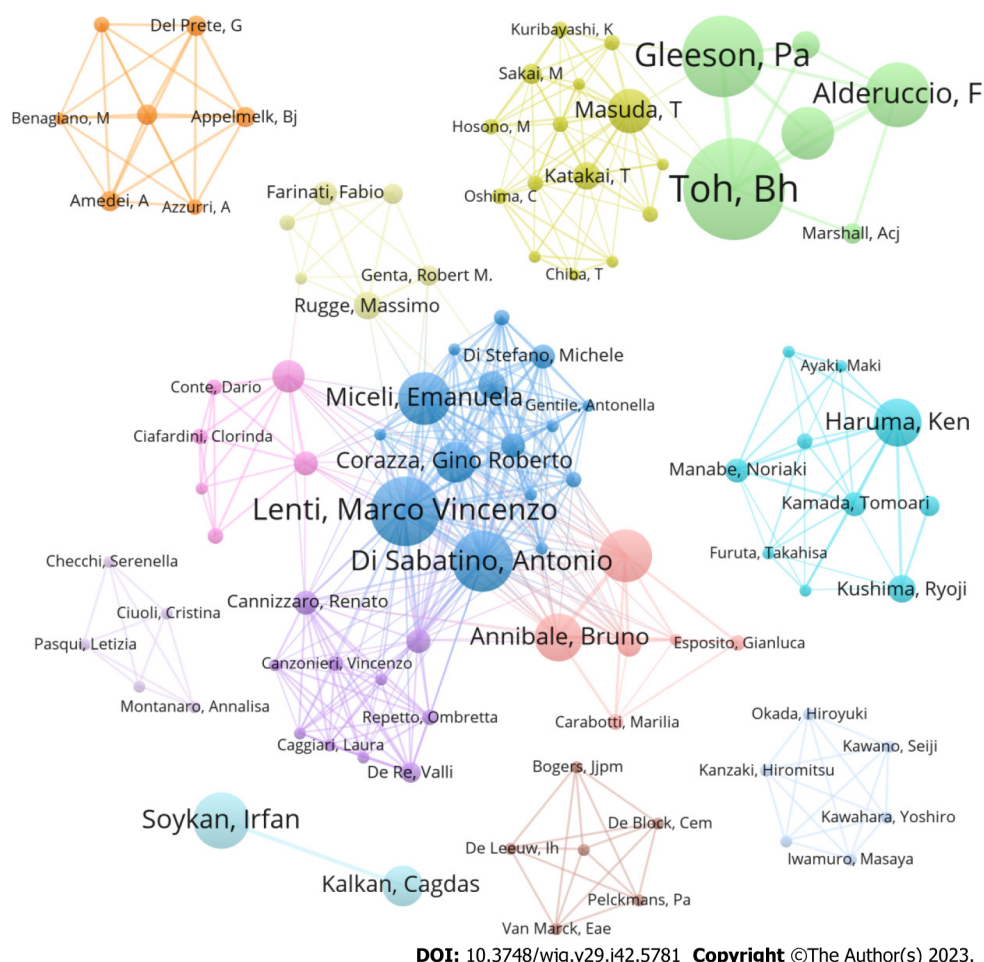 Del Prete, G
Benagiano, M
Appelmelk, Bj
Amedei, A
Azzurri, A
Kuribayashi, K
Sakai, M
Masuda, T
Hosono, M
Katakai, T
Oshima, C
Chiba, T
Gleeson, Pa
Alderuccio, F
Toh, Bh
Marshall, Acj
Farinati, Fabio
Genta, Robert M.
Rugge, Massimo
Conte, Dario
Ciafardini, Clorinda
Di Stefano, Michele
Miceli, Emanuela
Gentile, Antonella
Corazza, Gino Roberto
Lenti, Marco Vincenzo
Di Sabatino, Antonio
Ayaki, Maki
Haruma, Ken
Manabe, Noriaki
Kamada, Tomoari
Furuta, Takahisa
Kushima, Ryoji
Checchi, Serenella
Ciuoli, Cristina
Pasqui, Letizia
Montanaro, Annalisa
Cannizzaro, Renato
Canzonieri, Vincenzo
Repetto, Ombretta
Caggiari, Laura
De Re, Valli
Annibale, Bruno
Esposito, Gianluca
Carabotti, Marilia
Okada, Hiroyuki
Kawano, Seiji
Kanzaki, Hiromitsu
Kawahara, Yoshiro
Iwamuro, Masaya
Soykan, Irfan
Kalkan, Cagdas
Bogers, Jjpm
De Block, Cem
De Leeuw, Ih
Pelckmans, Pa
Van Marck, Eae
DOI: 10.3748/wjg.v29.i42.5781 Copyright ©The Author(s) 2023.